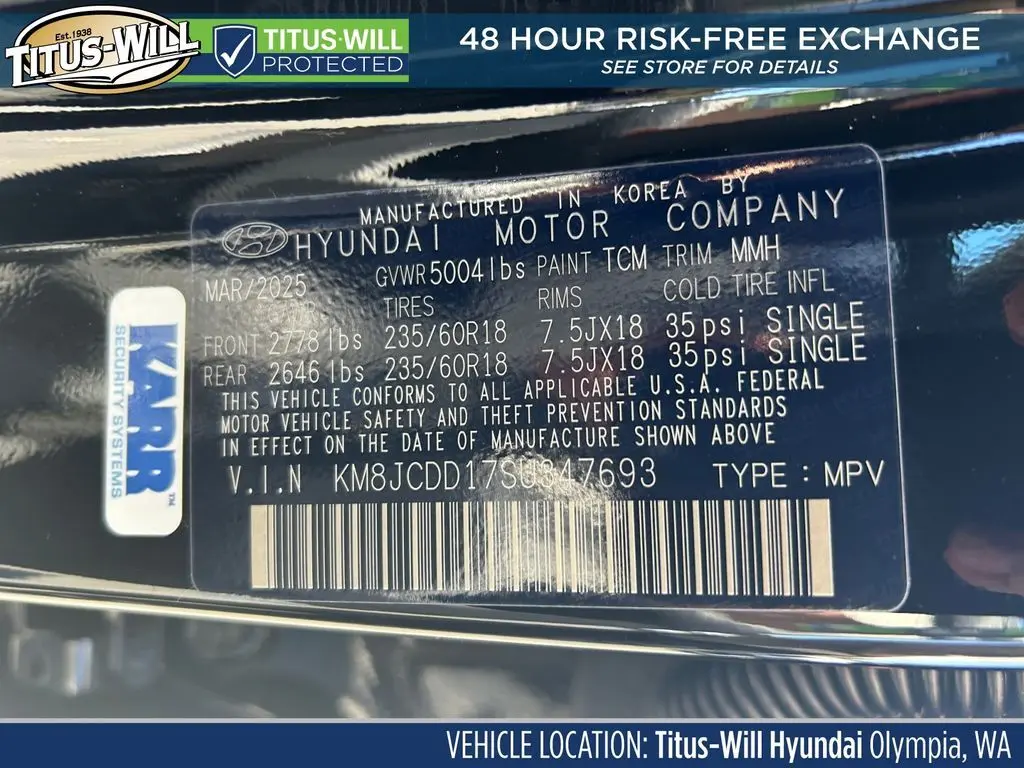 Est. 1938
TITUS-WILL
TITUS-WILL
PROTECTED
48 HOUR RISK-FREE EXCHANGE
SEE STORE FOR DETAILS
MANUFACTURED IN KOREA BY
HYUNDAI MOTOR COMPANY
MAR/2025 GVWR 5004lbs PAINT TCM TRIM MMH
TIRES RIMS COLD TIRE INFL
FRONT 2778lbs 235/60R18 7.5JX18 35psi SINGLE
REAR 2646lbs 235/60R18 7.5JX18 35psi SINGLE
THIS VEHICLE CONFORMS TO ALL APPLICABLE U.S.A. FEDERAL
MOTOR VEHICLE SAFETY AND THEFT PREVENTION STANDARDS
IN EFFECT ON THE DATE OF MANUFACTURE SHOWN ABOVE
V.I.N KM8JCDD17SU347693 TYPE : MPV
KARR™
SECURITY SYSTEMS
VEHICLE LOCATION: Titus-Will Hyundai Olympia, WA